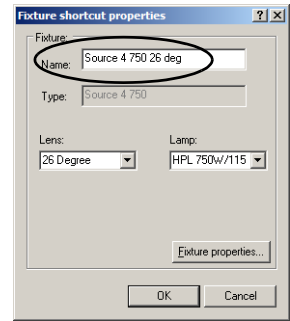 Fixture shortcut properties
Fixture:
Name: Source 4 750 26 deg
Type: Source 4 750
Lens: Lamp:
26 Degree HPL 750W/115
Fixture properties...
OK Cancel